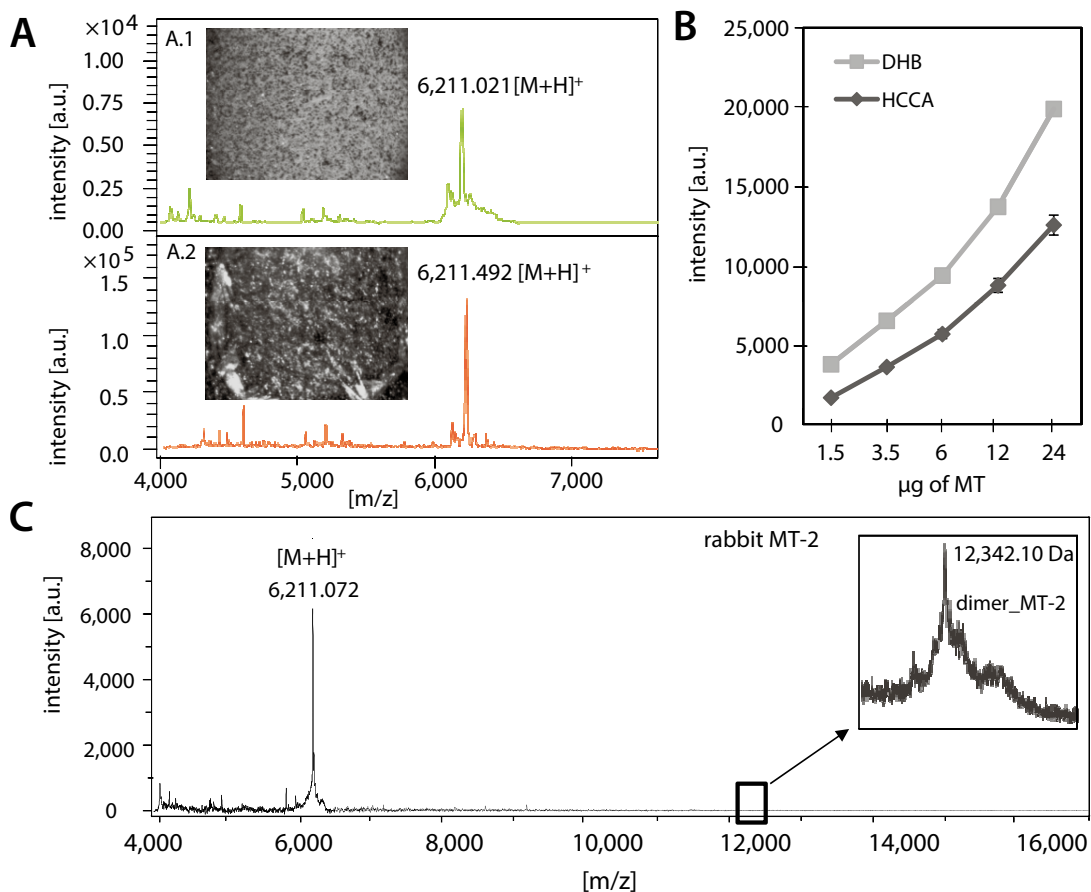 A
A.1
×10⁴
1.00
0.75
0.5
0.25
0.00
intensity [a.u.]
6,211.021 [M+H]⁺
A.2
×10⁵
1.5
1.0
0.5
0.0
intensity [a.u.]
6,211.492 [M+H]⁺
4,000
5,000
6,000
7,000
[m/z]
B
25,000
20,000
15,000
10,000
5,000
0
intensity [a.u.]
DHB
HCCA
1.5
3.5
6
12
24
µg of MT
C
8,000
6,000
4,000
2,000
0
intensity [a.u.]
[M+H]⁺
6,211.072
rabbit MT-2
12,342.10 Da
dimer_MT-2
4,000
6,000
8,000
10,000
12,000
14,000
16,000
[m/z]